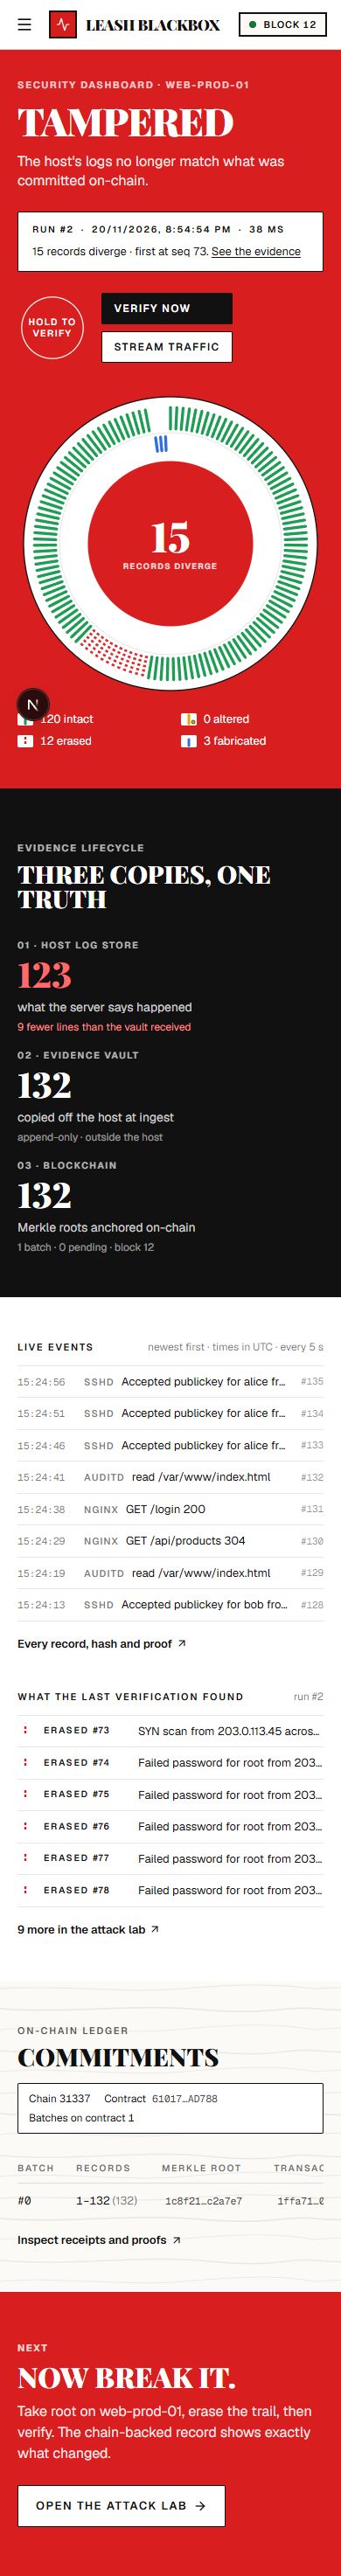 LEASH BLACKBOX
BLOCK 12
SECURITY DASHBOARD · WEB-PROD-01
TAMPERED
The host's logs no longer match what was
committed on-chain.
RUN #2 · 20/11/2026, 8:54:54 PM · 38 MS
15 records diverge · first at seq 73. See the evidence
HOLD TO
VERIFY
VERIFY NOW
STREAM TRAFFIC
15
RECORDS DIVERGE
N
120 intact
0 altered
12 erased
3 fabricated
EVIDENCE LIFECYCLE
THREE COPIES, ONE
TRUTH
01 · HOST LOG STORE
123
what the server says happened
9 fewer lines than the vault received
02 · EVIDENCE VAULT
132
copied off the host at ingest
append-only · outside the host
03 · BLOCKCHAIN
132
Merkle roots anchored on-chain
1 batch · 0 pending · block 12
LIVE EVENTS newest first · times in UTC · every 5 s
15:24:56 SSHD Accepted publickey for alice fr... #135
15:24:51 SSHD Accepted publickey for alice fr... #134
15:24:46 SSHD Accepted publickey for alice fr... #133
15:24:41 AUDITD read /var/www/index.html #132
15:24:38 NGINX GET /login 200 #131
15:24:29 NGINX GET /api/products 304 #130
15:24:19 AUDITD read /var/www/index.html #129
15:24:13 SSHD Accepted publickey for bob fro... #128
Every record, hash and proof ↗
WHAT THE LAST VERIFICATION FOUND run #2
ERASED #73 SYN scan from 203.0.113.45 acros...
ERASED #74 Failed password for root from 203...
ERASED #75 Failed password for root from 203...
ERASED #76 Failed password for root from 203...
ERASED #77 Failed password for root from 203...
ERASED #78 Failed password for root from 203...
9 more in the attack lab ↗
ON-CHAIN LEDGER
COMMITMENTS
Chain 31337 Contract 61017…AD788
Batches on contract 1
BATCH RECORDS MERKLE ROOT TRANSAC
#0 1–132 (132) 1c8f21…c2a7e7 1ffa71…0
Inspect receipts and proofs ↗
NEXT
NOW BREAK IT.
Take root on web-prod-01, erase the trail, then
verify. The chain-backed record shows exactly
what changed.
OPEN THE ATTACK LAB →